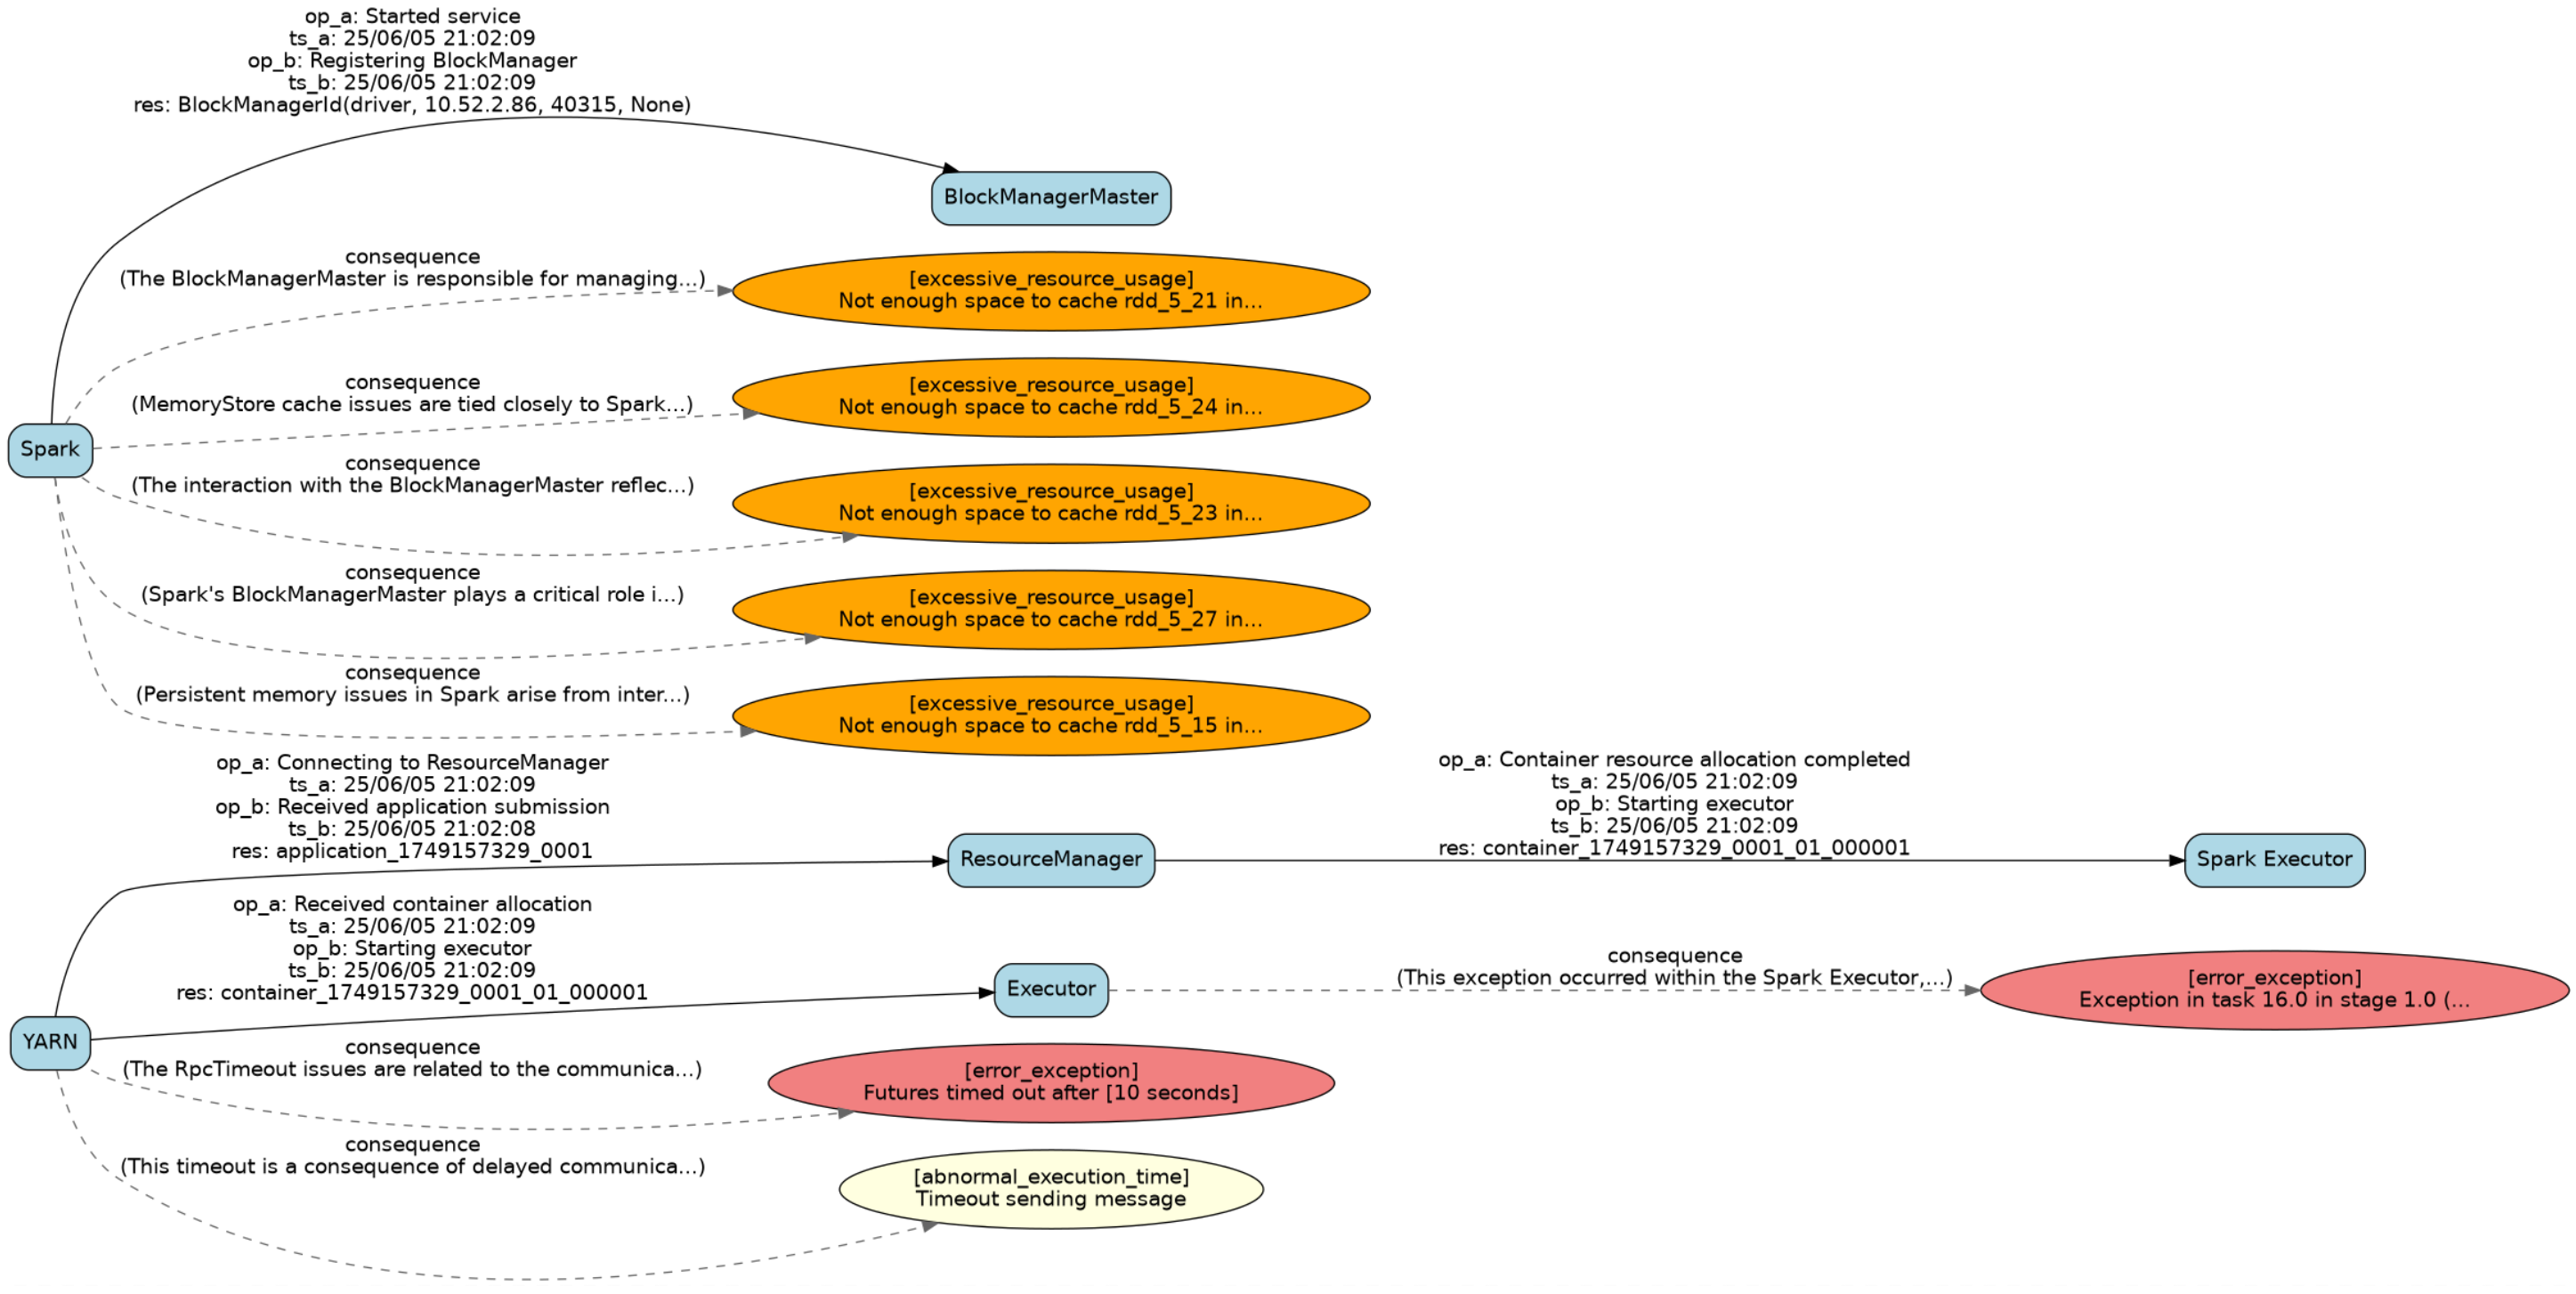 op_a: Started service
ts_a: 25/06/05 21:02:09
op_b: Registering BlockManager
ts_b: 25/06/05 21:02:09
res: BlockManagerId(driver, 10.52.2.86, 40315, None)
BlockManagerMaster
consequence
(The BlockManagerMaster is responsible for managing...)
[excessive_resource_usage]
Not enough space to cache rdd_5_21 in...
consequence
(MemoryStore cache issues are tied closely to Spark...)
[excessive_resource_usage]
Not enough space to cache rdd_5_24 in...
Spark
consequence
(The interaction with the BlockManagerMaster reflec...)
[excessive_resource_usage]
Not enough space to cache rdd_5_23 in...
consequence
(Spark's BlockManagerMaster plays a critical role i...)
[excessive_resource_usage]
Not enough space to cache rdd_5_27 in...
consequence
(Persistent memory issues in Spark arise from inter...)
[excessive_resource_usage]
Not enough space to cache rdd_5_15 in...
op_a: Connecting to ResourceManager
ts_a: 25/06/05 21:02:09
op_b: Received application submission
ts_b: 25/06/05 21:02:08
res: application_1749157329_0001
ResourceManager
op_a: Container resource allocation completed
ts_a: 25/06/05 21:02:09
op_b: Starting executor
ts_b: 25/06/05 21:02:09
res: container_1749157329_0001_01_000001
Spark Executor
op_a: Received container allocation
ts_a: 25/06/05 21:02:09
op_b: Starting executor
ts_b: 25/06/05 21:02:09
res: container_1749157329_0001_01_000001
Executor
consequence
(This exception occurred within the Spark Executor,...)
[error_exception]
Exception in task 16.0 in stage 1.0 (...
YARN
consequence
(The RpcTimeout issues are related to the communica...)
[error_exception]
Futures timed out after [10 seconds]
consequence
(This timeout is a consequence of delayed communica...)
[abnormal_execution_time]
Timeout sending message